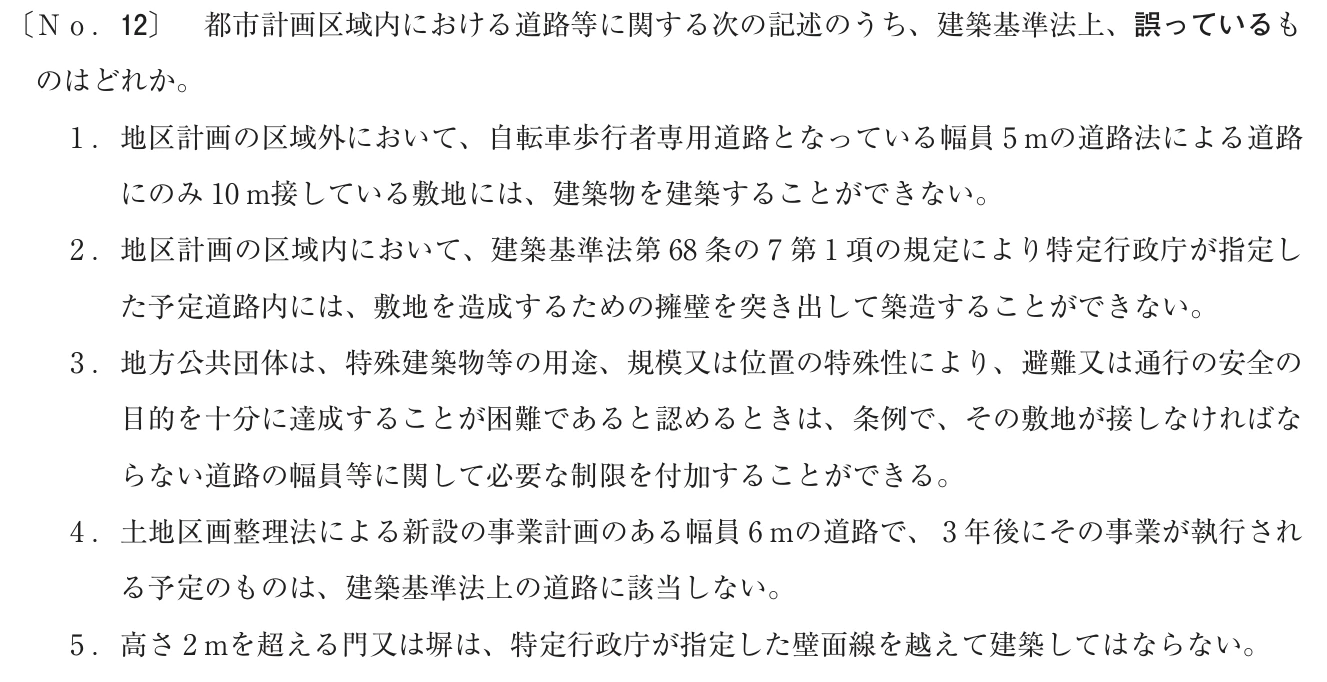 〔Ｎｏ．12〕　都市計画区域内における道路等に関する次の記述のうち、建築基準法上、誤っているも
のはどれか。
1．地区計画の区域外において、自転車歩行者専用道路となっている幅員５mの道路法による道路
にのみ10 m接している敷地には、建築物を建築することができない。
2．地区計画の区域内において、建築基準法第68条の７第１項の規定により特定行政庁が指定し
た予定道路内には、敷地を造成するための擁壁を突き出して築造することができない。
3．地方公共団体は、特殊建築物等の用途、規模又は位置の特殊性により、避難又は通行の安全の
目的を十分に達成することが困難であると認めるときは、条例で、その敷地が接しなければな
らない道路の幅員等に関して必要な制限を付加することができる。
4．土地区画整理法による新設の事業計画のある幅員６mの道路で、３年後にその事業が執行され
る予定のものは、建築基準法上の道路に該当しない。
5．高さ２mを超える門又は塀は、特定行政庁が指定した壁面線を越えて建築してはならない。